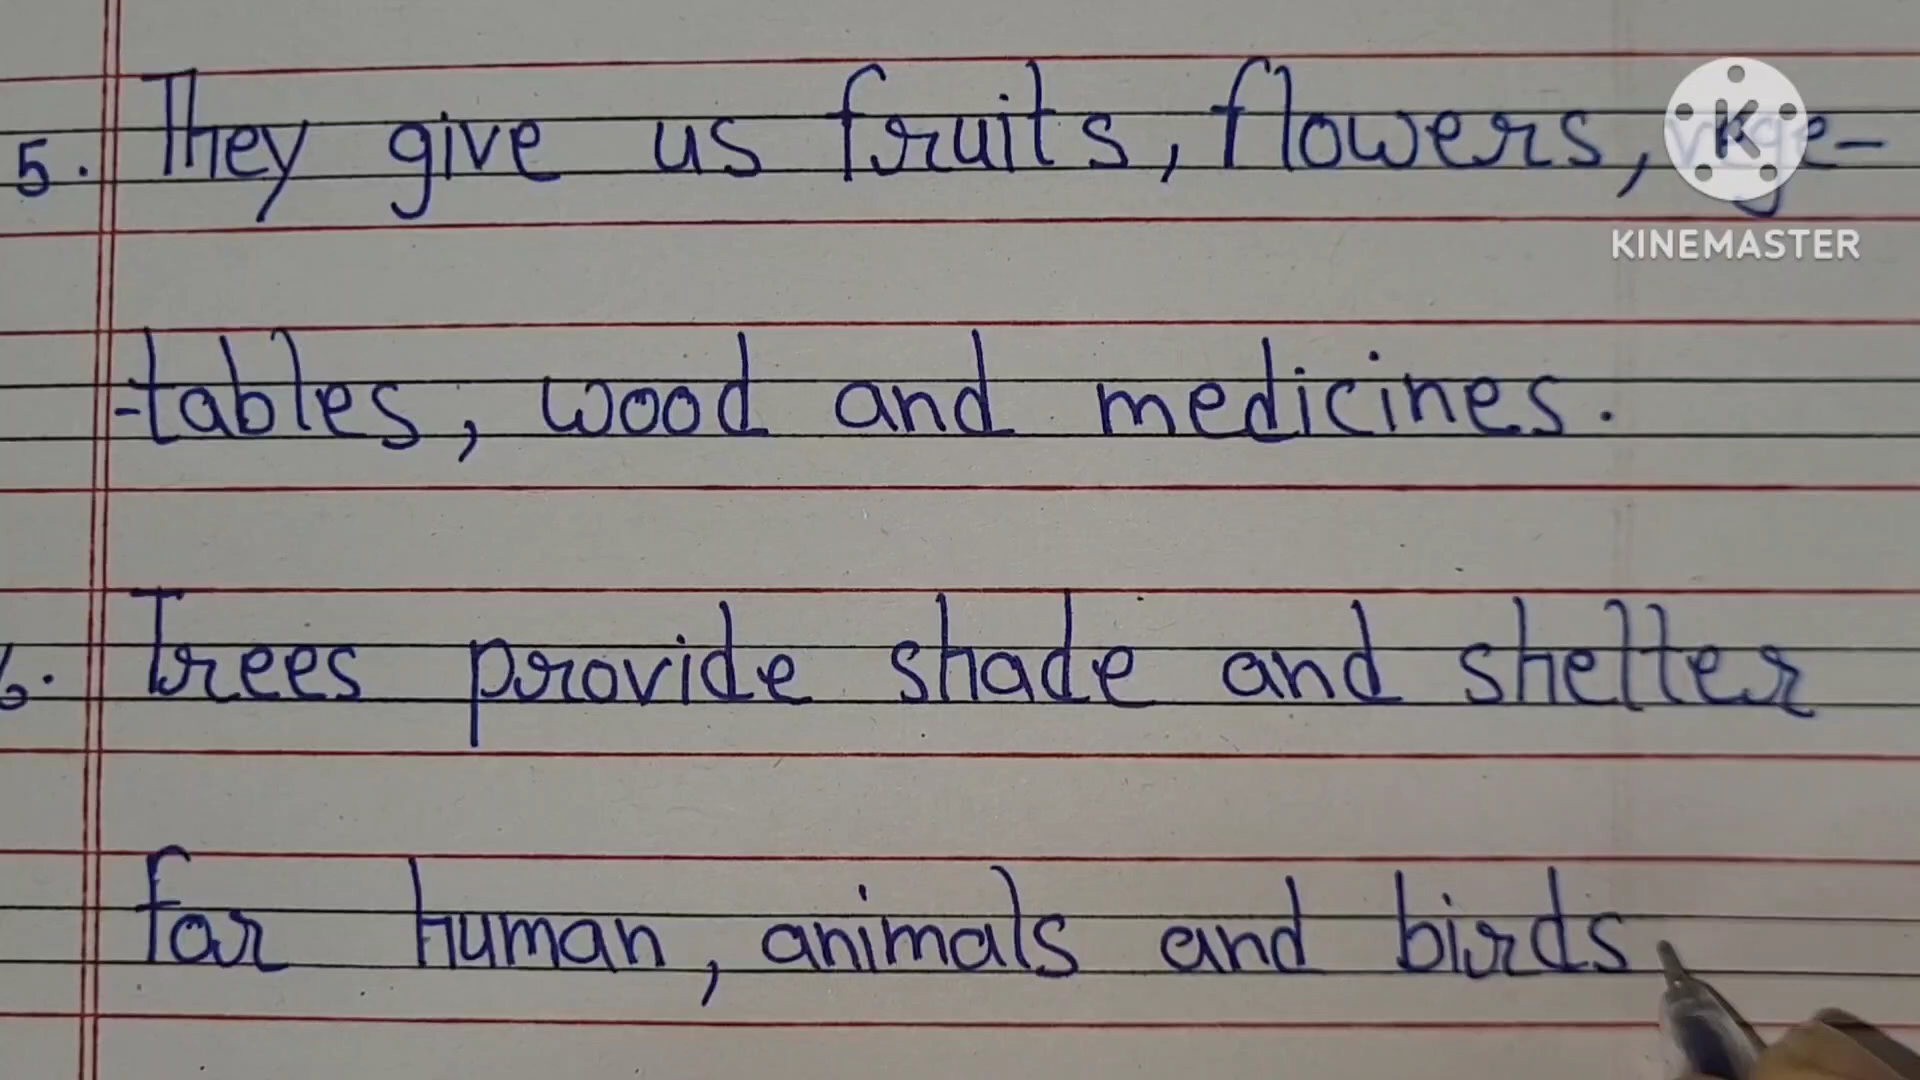 5. They give us fruits, flowers, vege-
K
KINEMASTER
-tables, wood and medicines.
6. Trees provide shade and shelter
for human, animals and birds